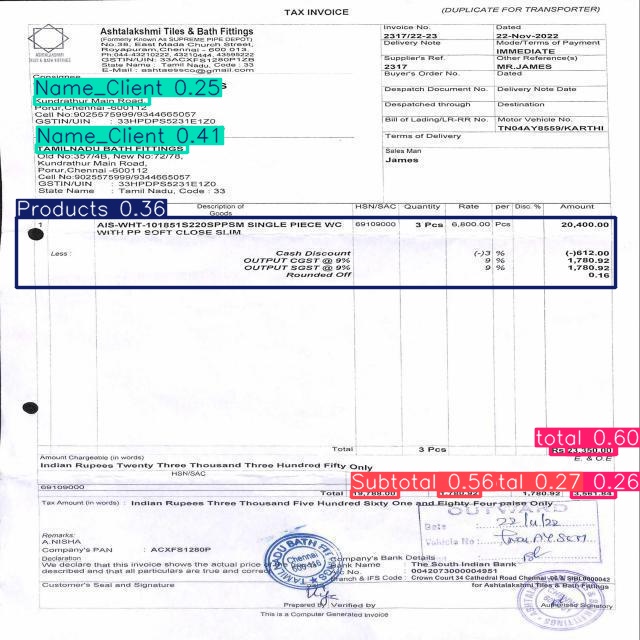 TAX INVOICE
(DUPLICATE FOR TRANSPORTER)
ASHTALAKSHMI
TILES & BATH FITTINGS
Ashtalakshmi Tiles & Bath Fittings
(Formerly Known As SUPREME PIPE DEPOT)
No.38, East Mada Church Street,
Royapuram, Chennai - 600 013.
Ph:044-43210222, 43210444, 43595222
GSTIN/UIN: 33ACXFS1280P1ZB
State Name : Tamil Nadu, Code : 33
E-Mail : ashtaessco@gmail.com
Invoice No.
2317/22-23
Dated
22-Nov-2022
Delivery Note
Mode/Terms of Payment
IMMEDIATE
Supplier's Ref.
2317
Other Reference(s)
MR.JAMES
Buyer's Order No.
Dated
Despatch Document No.
Delivery Note Date
Despatched through
Destination
Bill of Lading/LR-RR No.
Motor Vehicle No.
TN04AY8559/KARTHI
Terms of Delivery
Sales Man
James
Consignee
Name_Client 0.25
Kundrathur Main Road,
Porur,Chennai -600112
Cell No:9025575999/9344665057
GSTIN/UIN : 33HPDPS5231E1Z0
Name_Client 0.41
TAMILNADU BATH FITTINGS
Old No:357/4B, New No:72/78,
Kundrathur Main Road,
Porur,Chennai -600112
Cell No:9025575999/9344665057
GSTIN/UIN : 33HPDPS5231E1Z0
State Name : Tamil Nadu, Code : 33
Products 0.36
Description of Goods HSN/SAC Quantity Rate per Disc. % Amount
1 AIS-WHT-101851S220SPPSM SINGLE PIECE WC 69109000 3 Pcs 6,800.00 Pcs 20,400.00
WITH PP SOFT CLOSE SLIM
Less : Cash Discount (-)3 % (-)612.00
OUTPUT CGST @ 9% 9 % 1,780.92
OUTPUT SGST @ 9% 9 % 1,780.92
Rounded Off 0.16
total 0.60
Total 3 Pcs Rs 23,350.00
Amount Chargeable (in words) E. & O.E
Indian Rupees Twenty Three Thousand Three Hundred Fifty Only
HSN/SAC
Subtotal 0.56 tal 0.27 0.26
69109000
Total 19,788.00 1,780.92 1,780.92 3,561.84
Tax Amount (in words) : Indian Rupees Three Thousand Five Hundred Sixty One and Eighty Four paise Only
OUTWARD
Date : 22/11/22
Vehicle No :
Remarks:
A.NISHA
Company's PAN : ACXFS1280P
Declaration
We declare that this invoice shows the actual price of the
described and that all particulars are true and correct
TAMIL NADU BATH FITTINGS
Chennai
Company's Bank Details
Bank Name : The South Indian Bank
A/c No. : 0042073000004951
Branch & IFS Code : Crown Court 34 Cathedral Road Chennai -06 & SIBL0000042
Customer's Seal and Signature
for Ashtalakshmi Tiles & Bath Fittings
Prepared by Verified by
Authorised Signatory
This is a Computer Generated Invoice